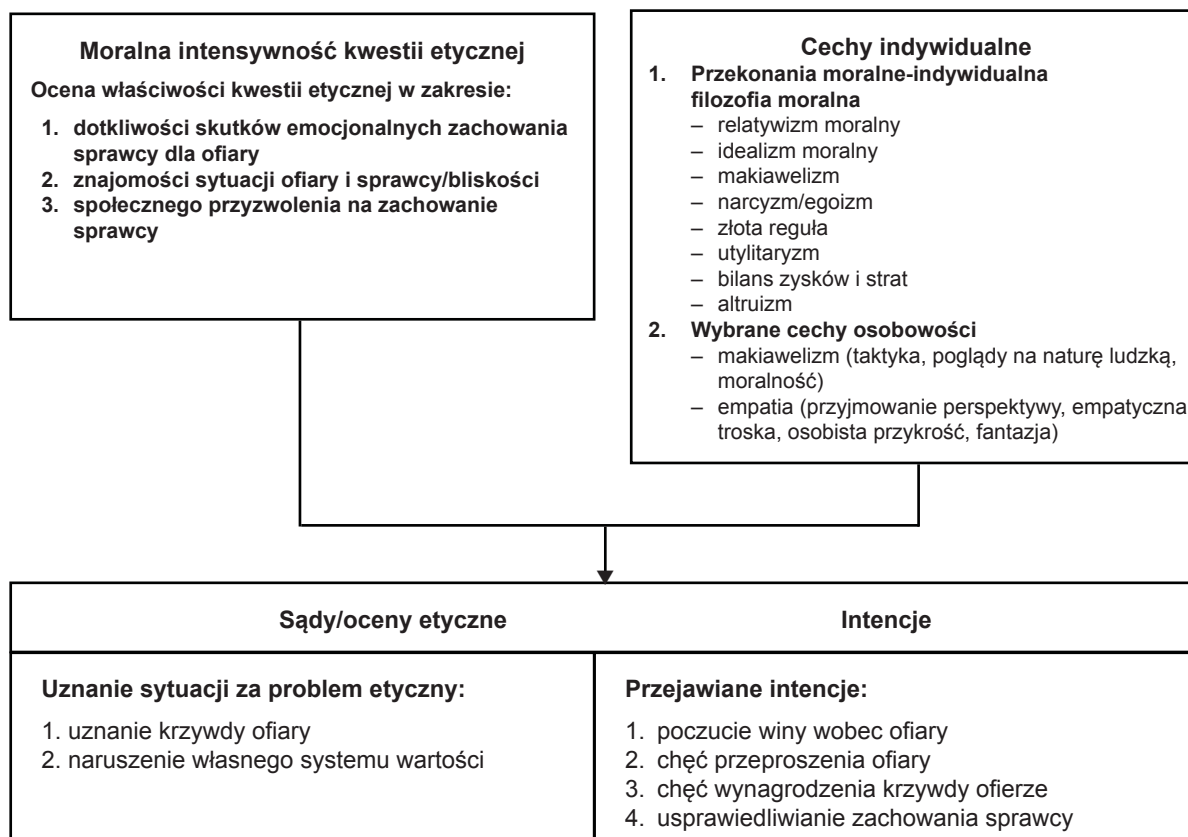 Moralna intensywność kwestii etycznej
Ocena właściwości kwestii etycznej w zakresie:
1. dotkliwości skutków emocjonalnych zachowania
sprawcy dla ofiary
2. znajomości sytuacji ofiary i sprawcy/bliskości
3. społecznego przyzwolenia na zachowanie
sprawcy
Cechy indywidualne
1. Przekonania moralne-indywidualna
filozofia moralna
– relatywizm moralny
– idealizm moralny
– makiawelizm
– narcyzm/egoizm
– złota reguła
– utylitaryzm
– bilans zysków i strat
– altruizm
2. Wybrane cechy osobowości
– makiawelizm (taktyka, poglądy na naturę ludzką,
moralność)
– empatia (przyjmowanie perspektywy, empatyczna
troska, osobista przykrość, fantazja)
Sądy/oceny etyczne
Intencje
Uznanie sytuacji za problem etyczny:
1. uznanie krzywdy ofiary
2. naruszenie własnego systemu wartości
Przejawiane intencje:
1. poczucie winy wobec ofiary
2. chęć przeproszenia ofiary
3. chęć wynagrodzenia krzywdy ofierze
4. usprawiedliwianie zachowania sprawcy